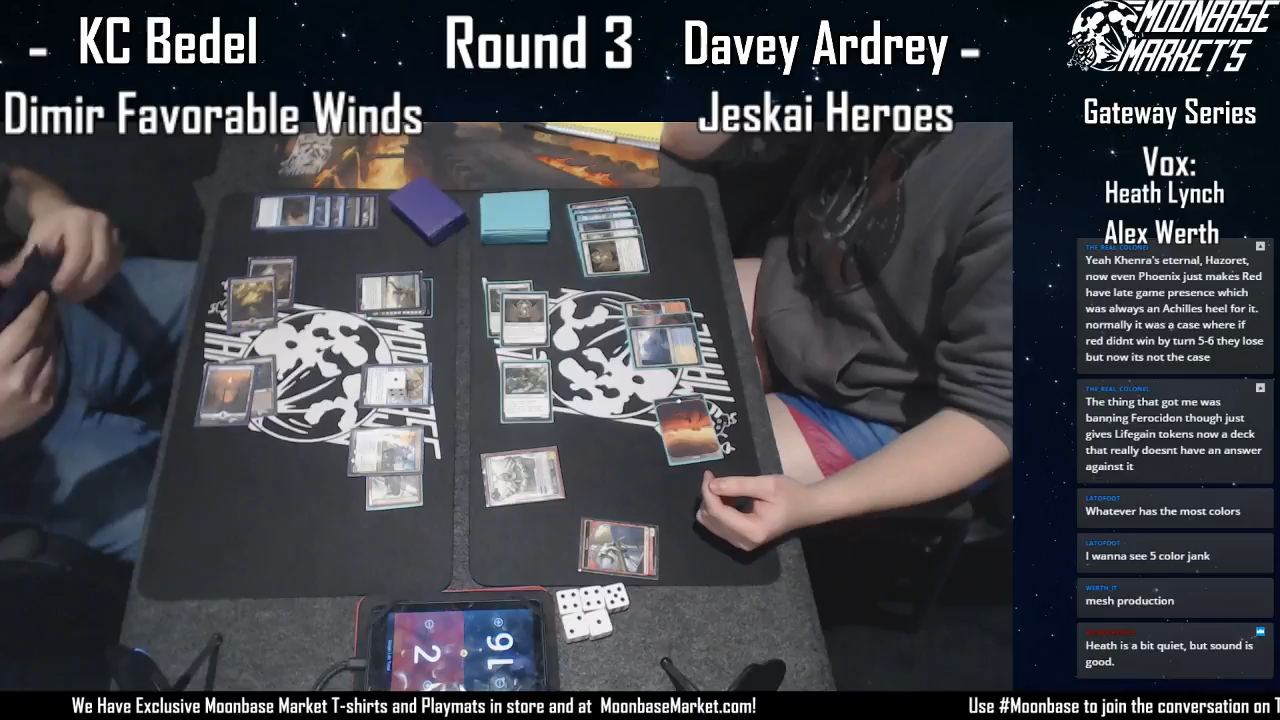 - KC Bedel
Round 3
Davey Ardrey -
MOONBASE
MARKET'S
Dimir Favorable Winds
Jeskai Heroes
Gateway Series
Vox:
Heath Lynch
Alex Werth
THE_REAL_COLONEL
Yeah Khenra's eternal, Hazoret,
now even Phoenix just makes Red
have late game presence which
was always an Achilles heel for it.
normally it was a case where if
red didnt win by turn 5-6 they lose
but now its not the case
THE_REAL_COLONEL
The thing that got me was
banning Ferocidon though just
gives Lifegain tokens now a deck
that really doesnt have an answer
against it
LATOFOOT
Whatever has the most colors
LATOFOOT
I wanna see 5 color jank
WERTH_IT
mesh production
Heath is a bit quiet, but sound is
good.
2
16
We Have Exclusive Moonbase Market T-shirts and Playmats in store and at MoonbaseMarket.com!
Use #Moonbase to join the conversation on T